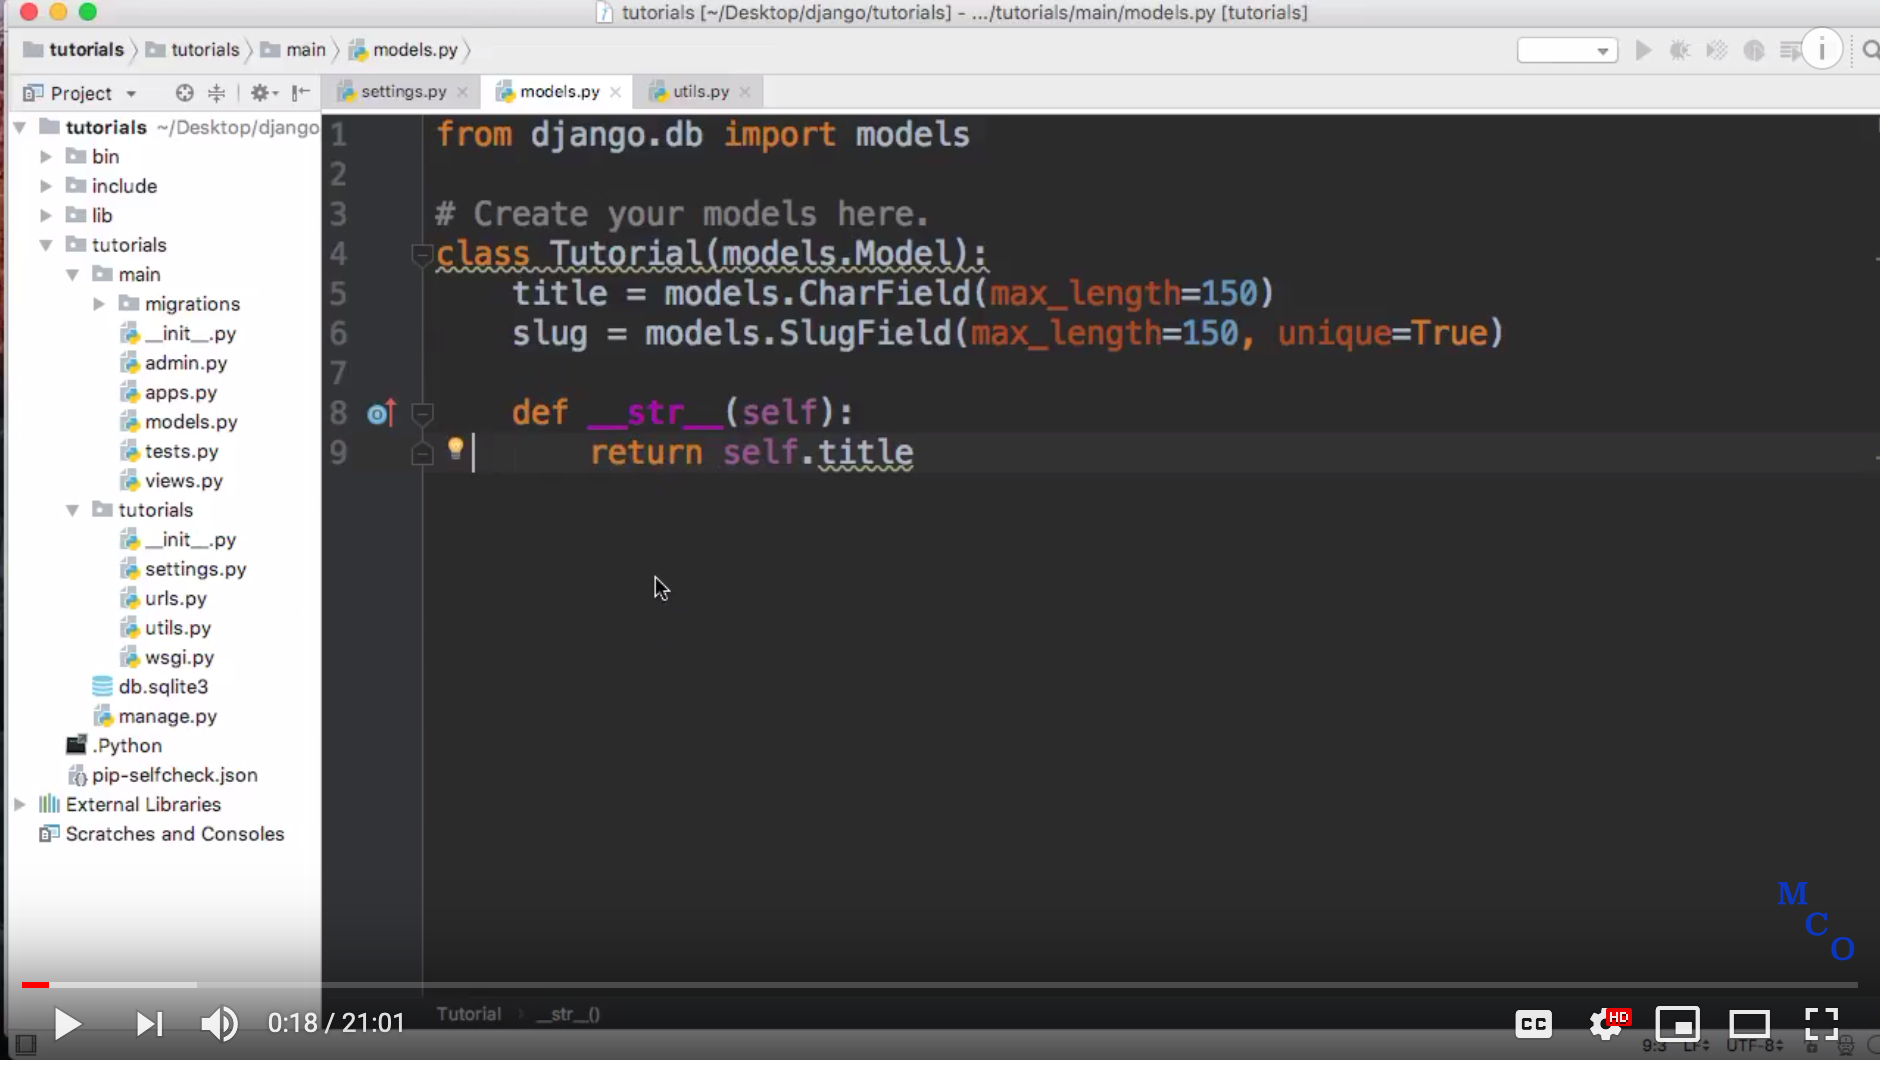 tutorials [~/Desktop/django/tutorials] - .../tutorials/main/models.py [tutorials]
tutorials tutorials main models.py
i
Project
settings.py models.py utils.py
tutorials ~/Desktop/django
bin
include
lib
tutorials
main
migrations
__init__.py
admin.py
apps.py
models.py
tests.py
views.py
tutorials
__init__.py
settings.py
urls.py
utils.py
wsgi.py
db.sqlite3
manage.py
.Python
pip-selfcheck.json
External Libraries
Scratches and Consoles
1 from django.db import models
2
3 # Create your models here.
4 class Tutorial(models.Model):
5 title = models.CharField(max_length=150)
6 slug = models.SlugField(max_length=150, unique=True)
7
8 def __str__(self):
9 return self.title
M
C
O
Tutorial __str__()
0:18 / 21:01
CC
HD
9:3 LF UTF-8